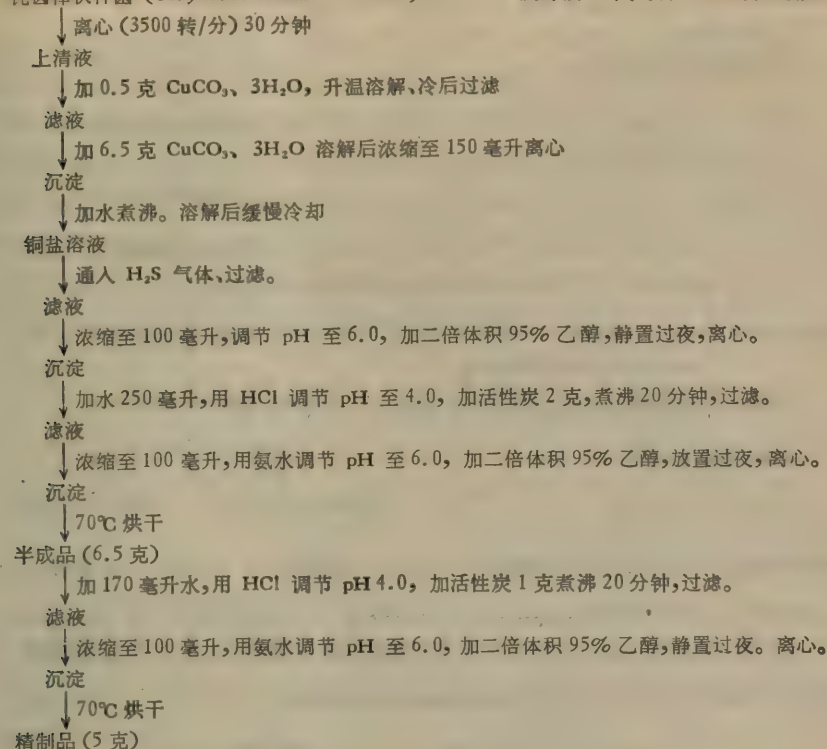 离心 (3500 转/分) 30 分钟
上清液
加 0.5 克 CuCO₃、3H₂O, 升温溶解、冷后过滤
滤液
加 6.5 克 CuCO₃、3H₂O 溶解后浓缩至 150 毫升离心
沉淀
加水煮沸。溶解后缓慢冷却
铜盐溶液
通入 H₂S 气体、过滤。
滤液
浓缩至 100 毫升,调节 pH 至 6.0, 加二倍体积 95% 乙醇,静置过夜,离心。
沉淀
加水 250 毫升,用 HCl 调节 pH 至 4.0, 加活性炭 2 克,煮沸 20 分钟,过滤。
滤液
浓缩至 100 毫升,用氨水调节 pH 至 6.0, 加二倍体积 95% 乙醇,放置过夜, 离心。
沉淀
70℃ 烘干
半成品 (6.5 克)
加 170 毫升水,用 HCl 调节 pH 4.0, 加活性炭 1 克煮沸 20 分钟,过滤。
滤液
浓缩至 100 毫升,用氨水调节 pH 至 6.0, 加二倍体积 95% 乙醇,静置过夜。离心。
沉淀
70℃ 烘干
精制品 (5 克)